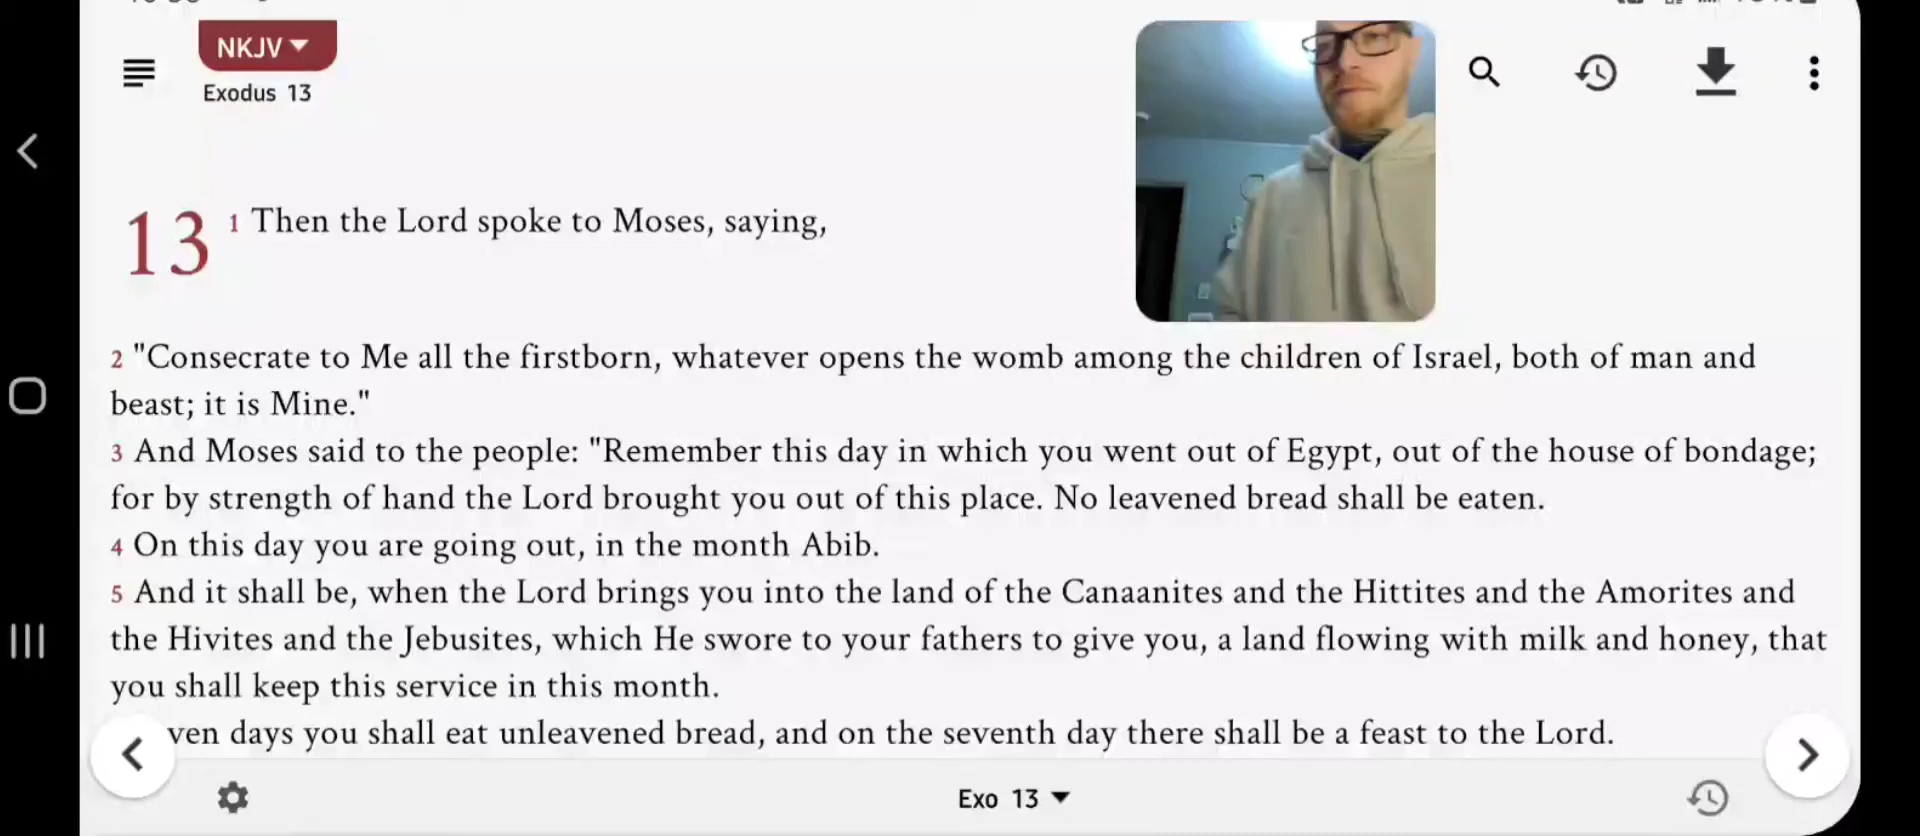 NKJV
Exodus 13
13 1 Then the Lord spoke to Moses, saying,
2 "Consecrate to Me all the firstborn, whatever opens the womb among the children of Israel, both of man and
beast; it is Mine."
3 And Moses said to the people: "Remember this day in which you went out of Egypt, out of the house of bondage;
for by strength of hand the Lord brought you out of this place. No leavened bread shall be eaten.
4 On this day you are going out, in the month Abib.
5 And it shall be, when the Lord brings you into the land of the Canaanites and the Hittites and the Amorites and
the Hivites and the Jebusites, which He swore to your fathers to give you, a land flowing with milk and honey, that
you shall keep this service in this month.
ven days you shall eat unleavened bread, and on the seventh day there shall be a feast to the Lord.
Exo 13